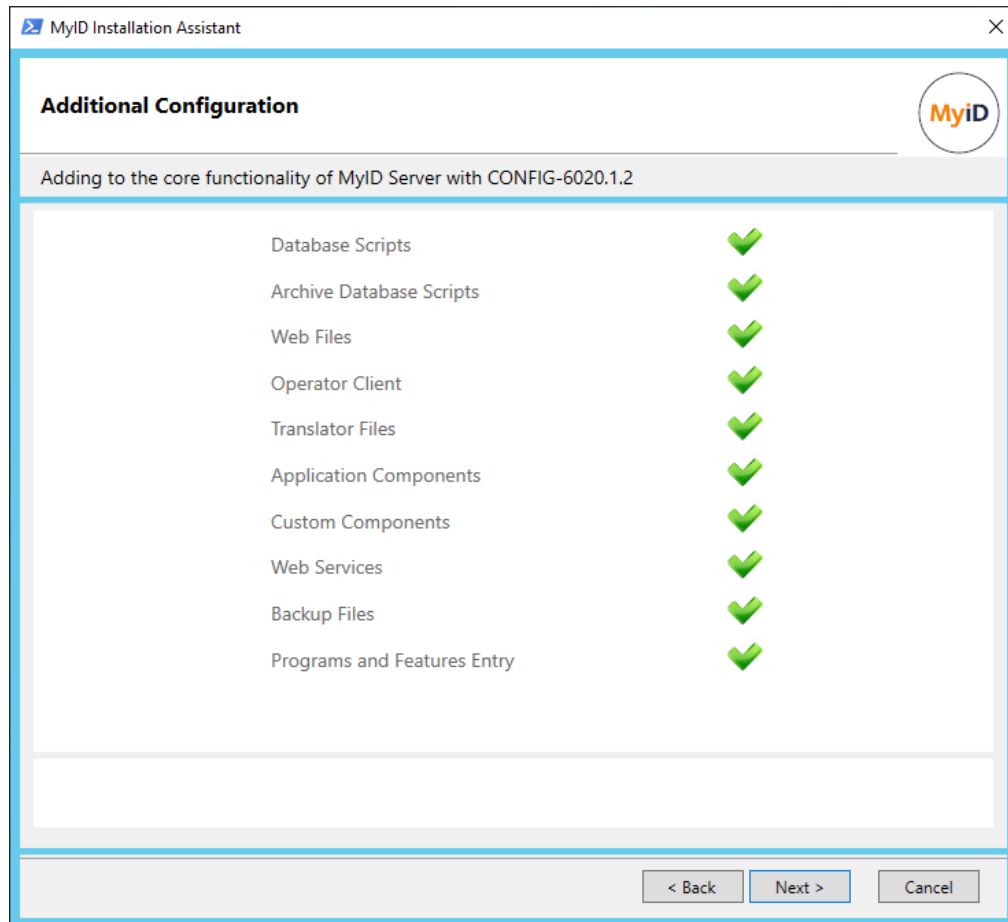 MyID Installation Assistant
Additional Configuration
MyiD
Adding to the core functionality of MyID Server with CONFIG-6020.1.2
Database Scripts
Archive Database Scripts
Web Files
Operator Client
Translator Files
Application Components
Custom Components
Web Services
Backup Files
Programs and Features Entry
< Back Next > Cancel